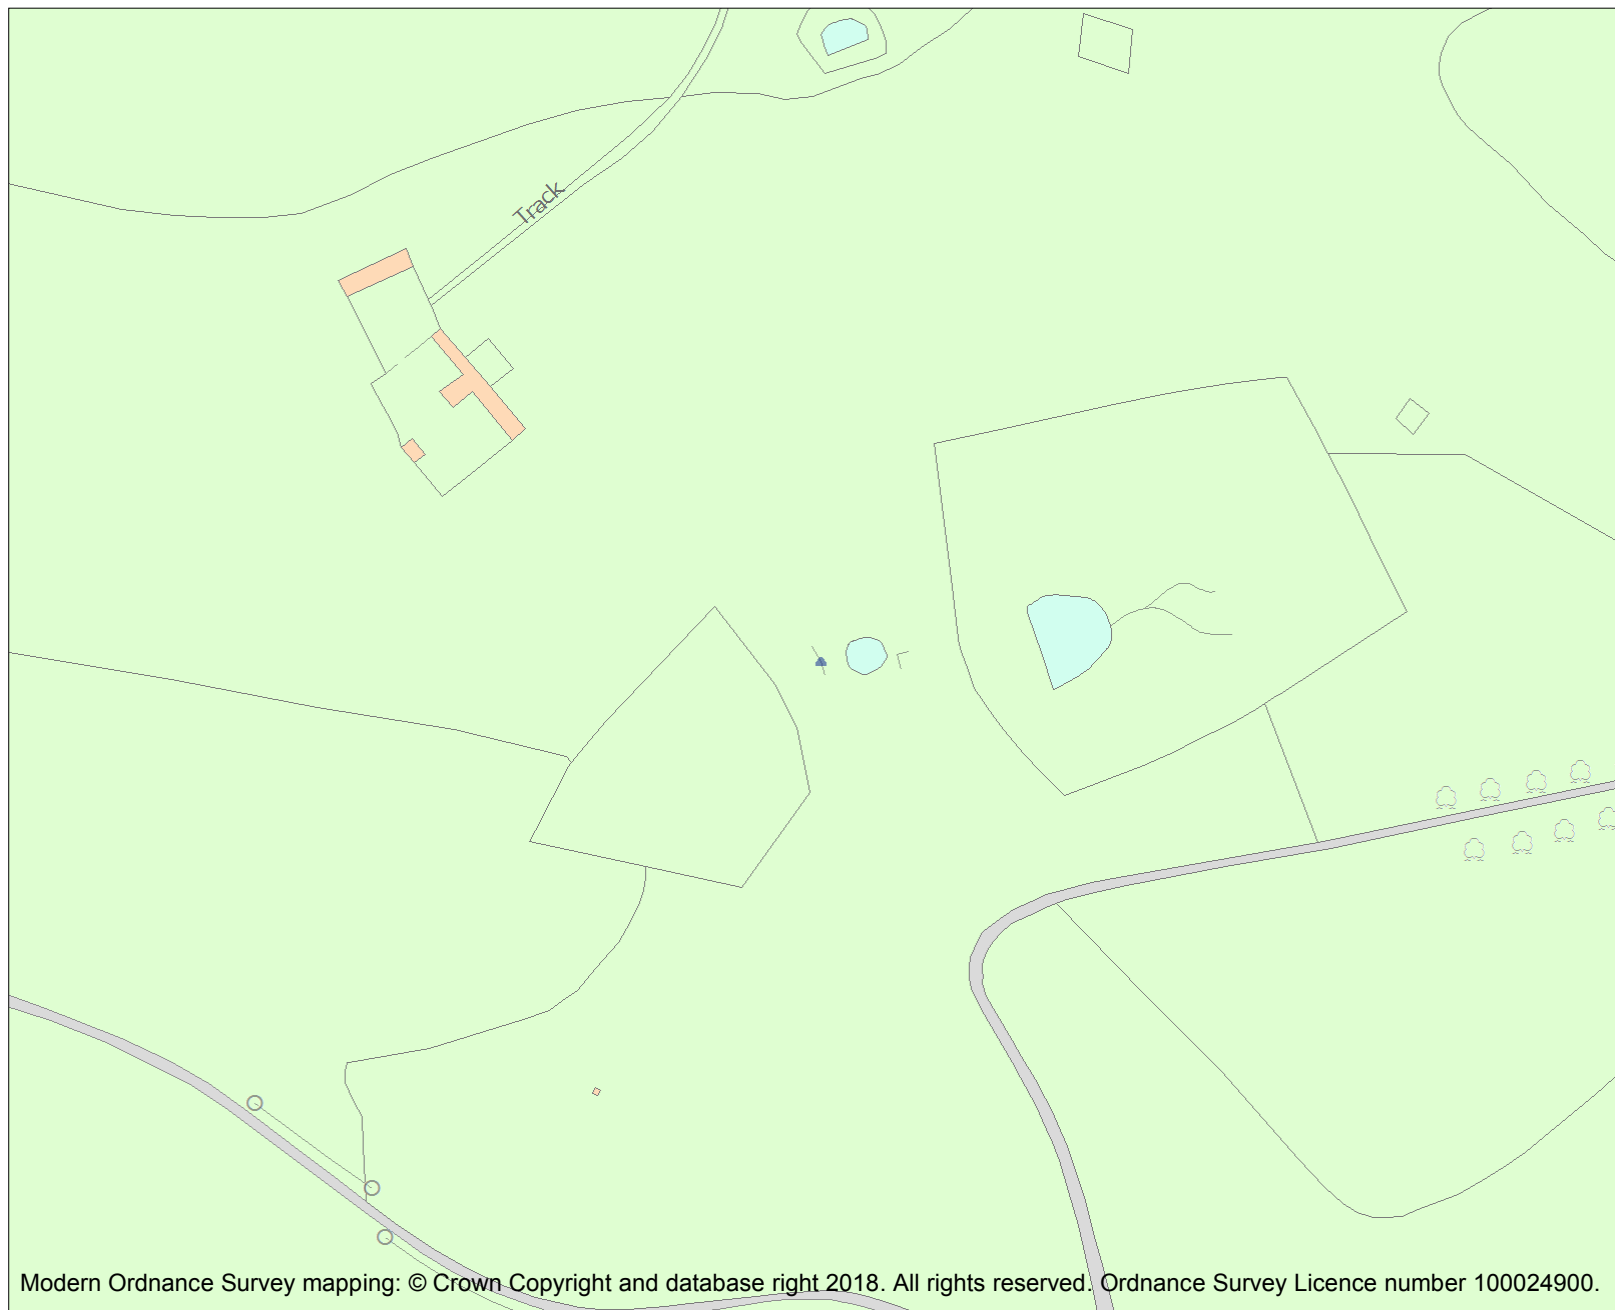 Track
Modern Ordnance Survey mapping: © Crown Copyright and database right 2018. All rights reserved. Ordnance Survey Licence number 100024900.